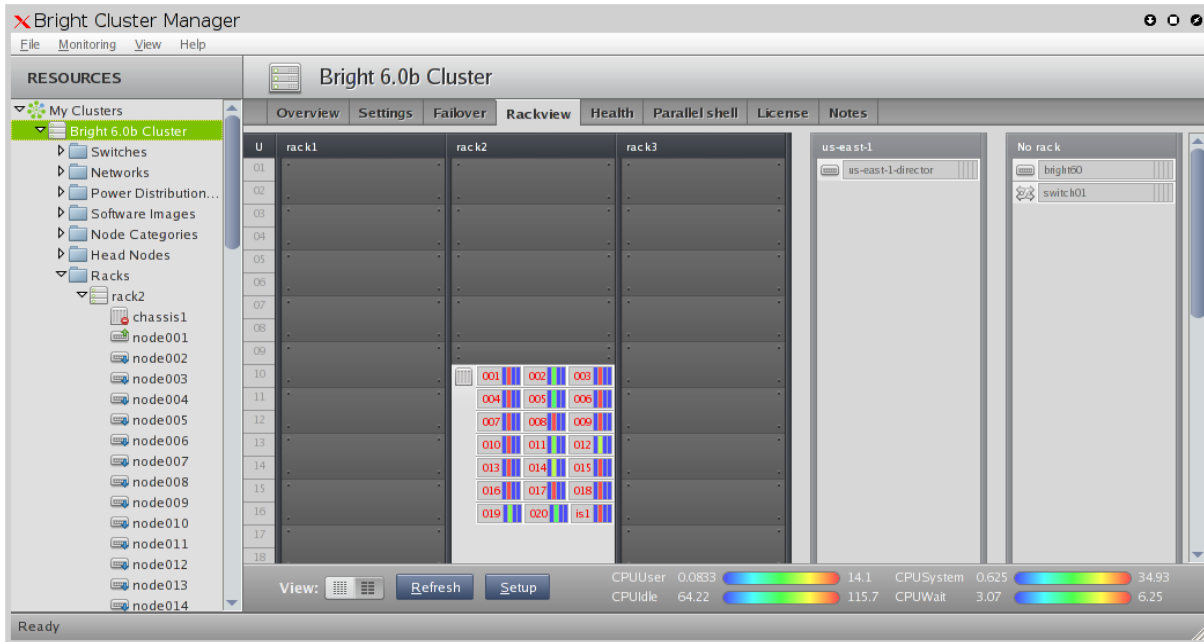 Bright Cluster Manager
File Monitoring View Help
RESOURCES
Bright 6.0b Cluster
My Clusters
Bright 6.0b Cluster
Switches
Networks
Power Distribution...
Software Images
Node Categories
Head Nodes
Racks
rack2
chassis1
node001
node002
node003
node004
node005
node006
node007
node008
node009
node010
node011
node012
node013
node014
Overview Settings Failover Rackview Health Parallel shell License Notes
U rack1 rack2 rack3 us-east-1 No rack
01 us-east-1-director bright60
02 switch01
03
04
05
06
07
08
09
10 001 002 003
11 004 005 006
12 007 008 009
13 010 011 012
14 013 014 015
15 016 017 018
16 019 020 is1
17
18
View: Refresh Setup
CPUUser 0.0833 14.1 CPUSystem 0.625 34.93
CPUIdle 64.22 115.7 CPUWait 3.07 6.25
Ready